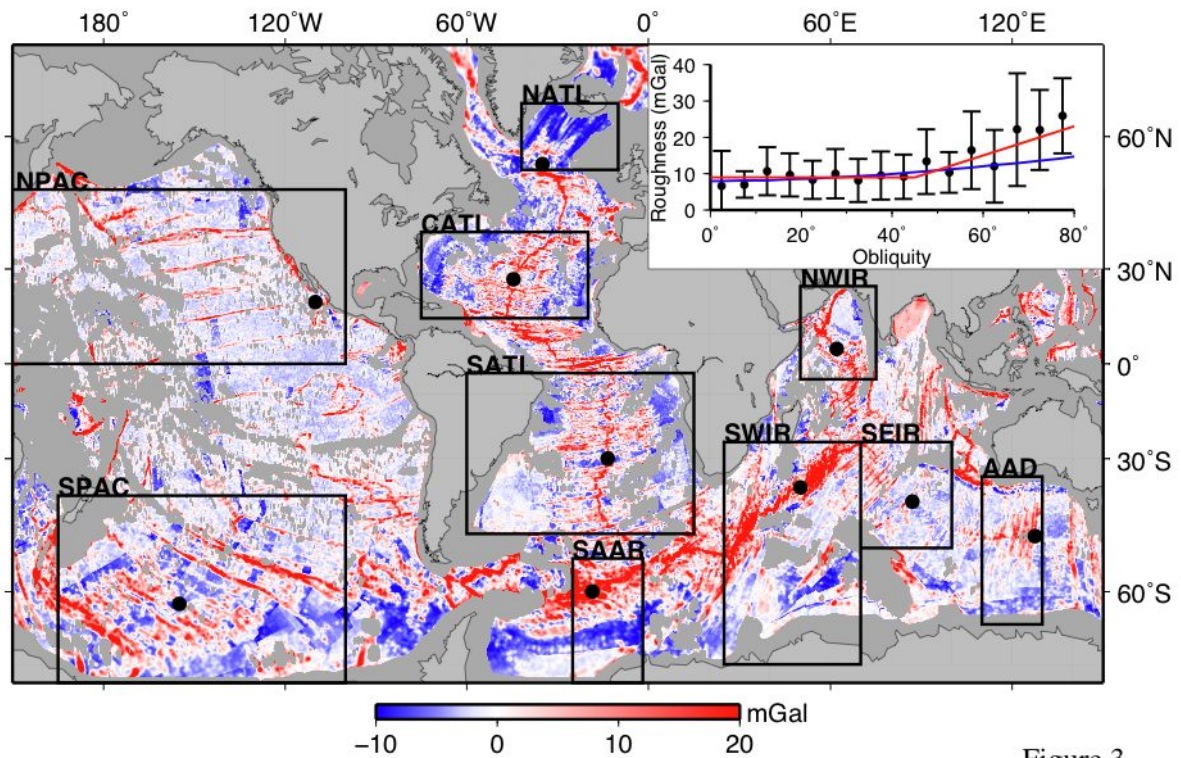 180˚ 120˚W 60˚W 0˚ 60˚E 120˚E
40
30
20
10
0
Roughness (mGal)
0˚ 20˚ 40˚ 60˚ 80˚
Obliquity
NATL
60˚N
NPAC
CATL
30˚N
NWIR
0˚
SATL
SWIR SEIR
30˚S
AAD
SPAC
SAAR
60˚S
mGal
−10 0 10 20
Figure 3